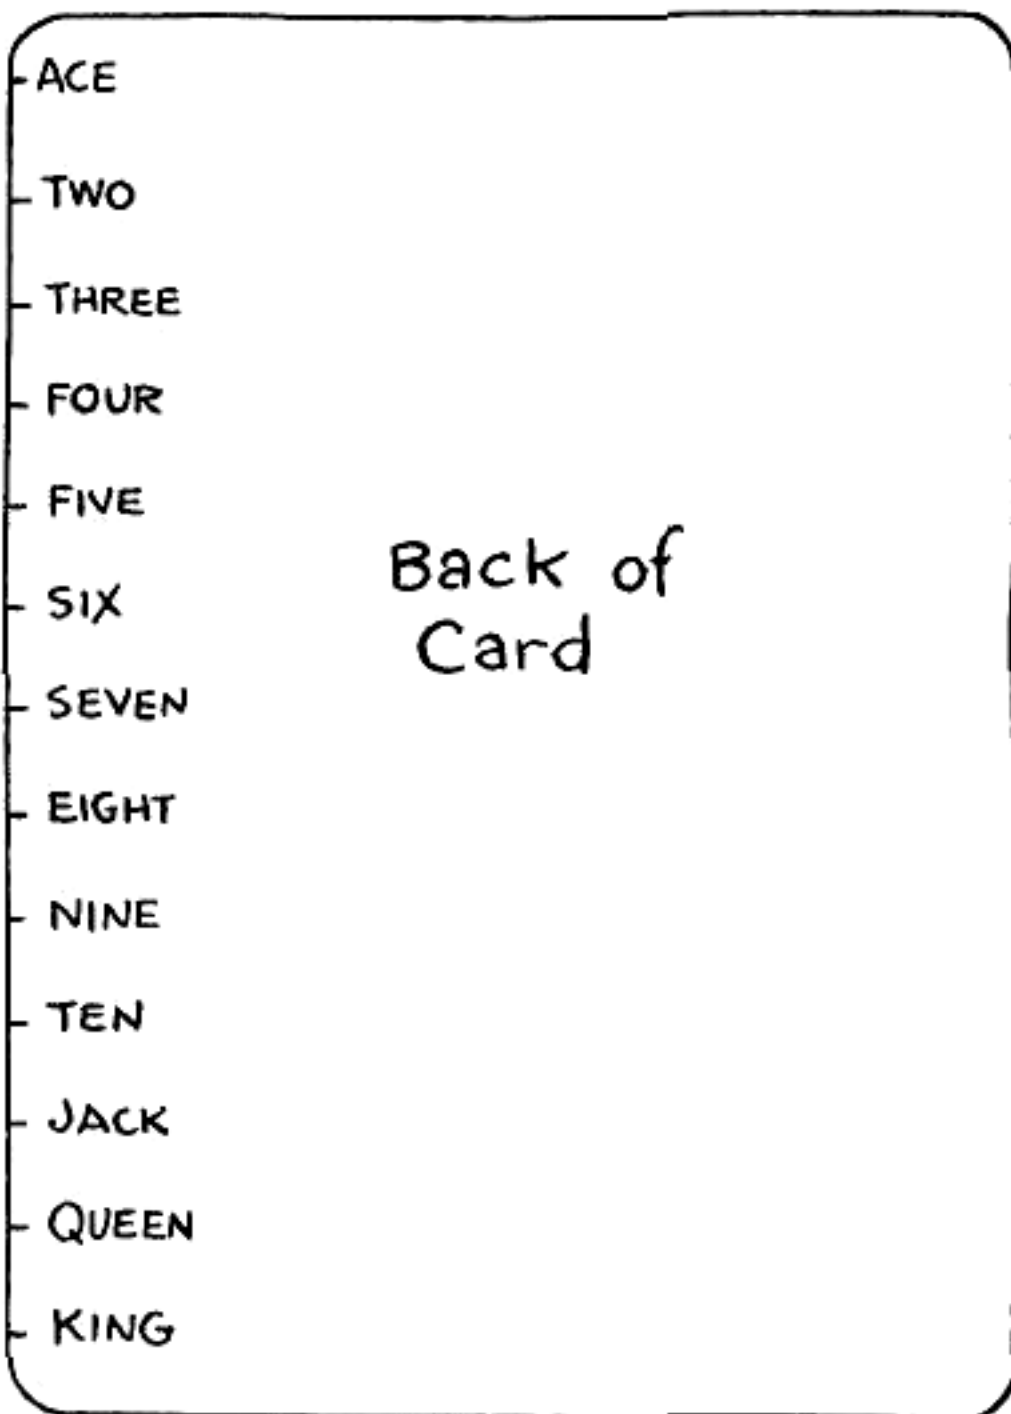 ACE
TWO
THREE
FOUR
FIVE
SIX
SEVEN
EIGHT
NINE
TEN
JACK
QUEEN
KING
Back of
Card